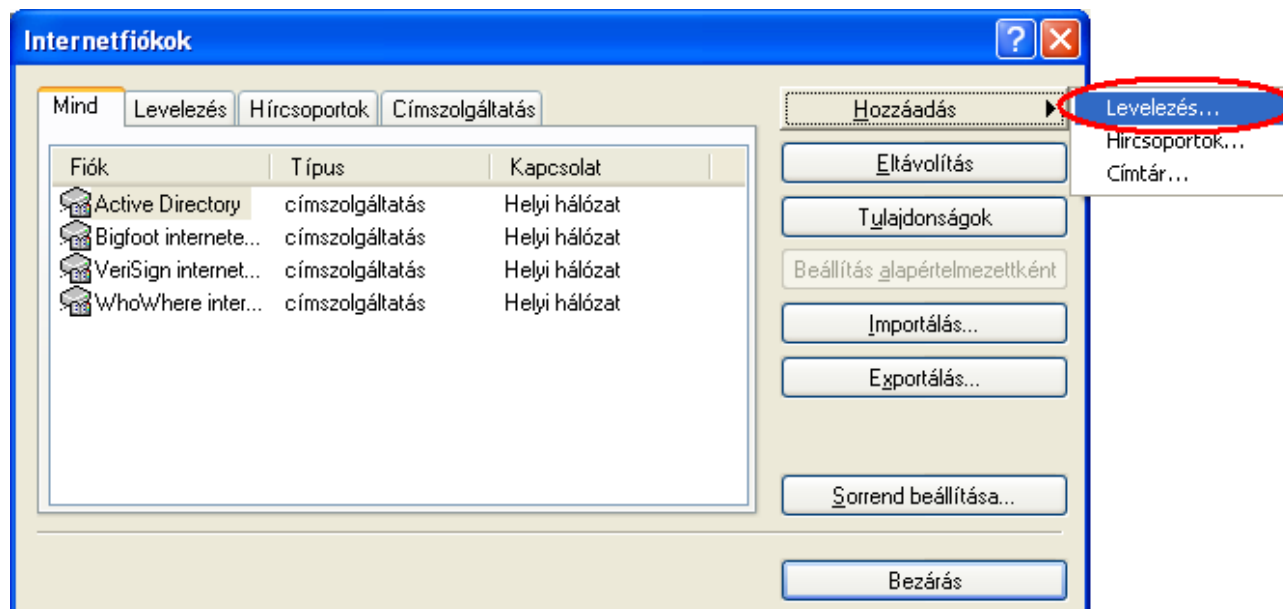 Internetfiókok
Mind Levelezés Hírcsoportok Címszolgáltatás
Fiók Típus Kapcsolat
Active Directory címszolgáltatás Helyi hálózat
Bigfoot internete... címszolgáltatás Helyi hálózat
VeriSign internet... címszolgáltatás Helyi hálózat
WhoWhere inter... címszolgáltatás Helyi hálózat
Hozzáadás
Levelezés...
Hírcsoportok...
Címtár...
Eltávolítás
Tulajdonságok
Beállítás alapértelmezettként
Importálás...
Exportálás...
Sorrend beállítása...
Bezárás